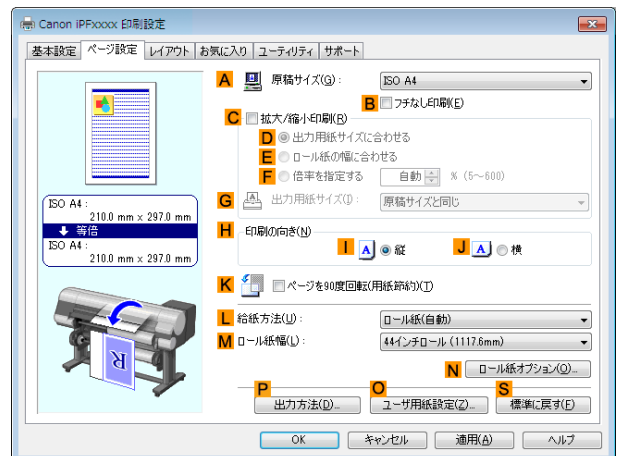 Canon iPFxxxx 印刷設定
基本設定 ページ設定 レイアウト お気に入り ユーティリティ サポート
A 原稿サイズ(G): ISO A4
B フチなし印刷(E)
C 拡大/縮小印刷(R)
D 出力用紙サイズに合わせる
E ロール紙の幅に合わせる
F 倍率を指定する 自動 % (5～600)
G 出力用紙サイズ(I): 原稿サイズと同じ
ISO A4 :
210.0 mm × 297.0 mm
等倍
ISO A4 :
210.0 mm × 297.0 mm
H 印刷の向き(N)
I A 縦 J A 横
K ページを90度回転(用紙節約)(T)
L 給紙方法(U): ロール紙(自動)
M ロール紙幅(L): 44インチロール (1117.6mm)
N ロール紙オプション(O)...
P O S
出力方法(D)... ユーザ用紙設定(Z)... 標準に戻す(F)
R
OK キャンセル 適用(A) ヘルプ